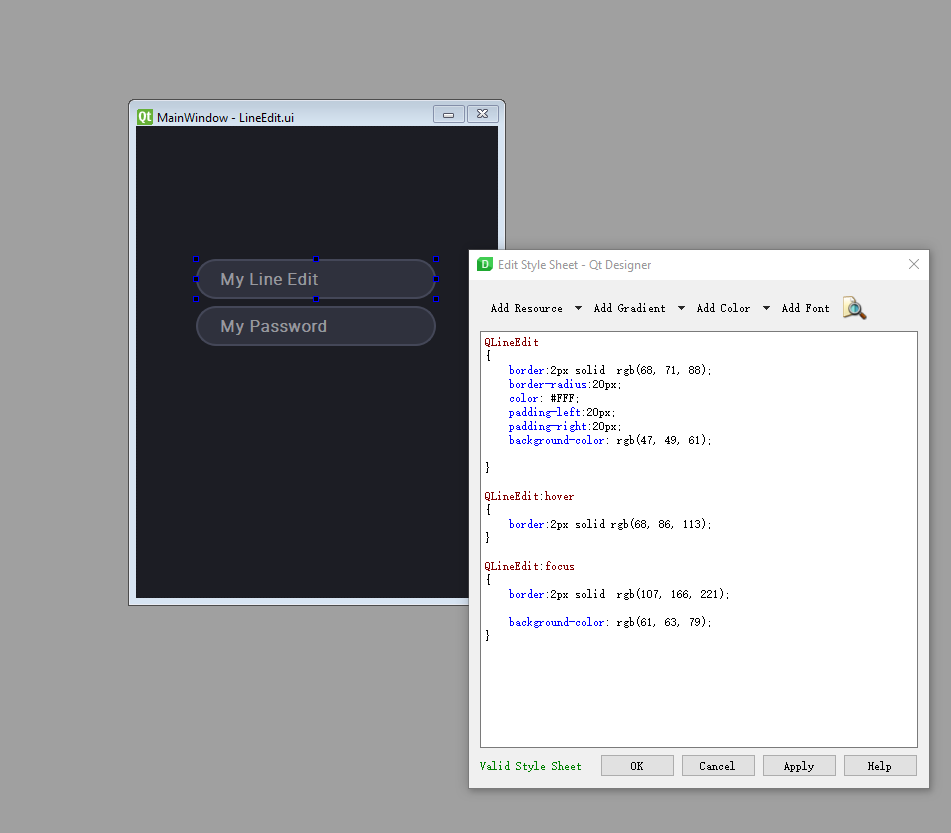 Qt MainWindow - LineEdit.ui
My Line Edit
My Password
D Edit Style Sheet - Qt Designer
Add Resource Add Gradient Add Color Add Font
QLineEdit
{
border:2px solid  rgb(68, 71, 88);
border-radius:20px;
color: #FFF;
padding-left:20px;
padding-right:20px;
background-color: rgb(47, 49, 61);
}
QLineEdit:hover
{
border:2px solid rgb(68, 86, 113);
}
QLineEdit:focus
{
border:2px solid  rgb(107, 166, 221);
background-color: rgb(61, 63, 79);
}
Valid Style Sheet OK Cancel Apply Help